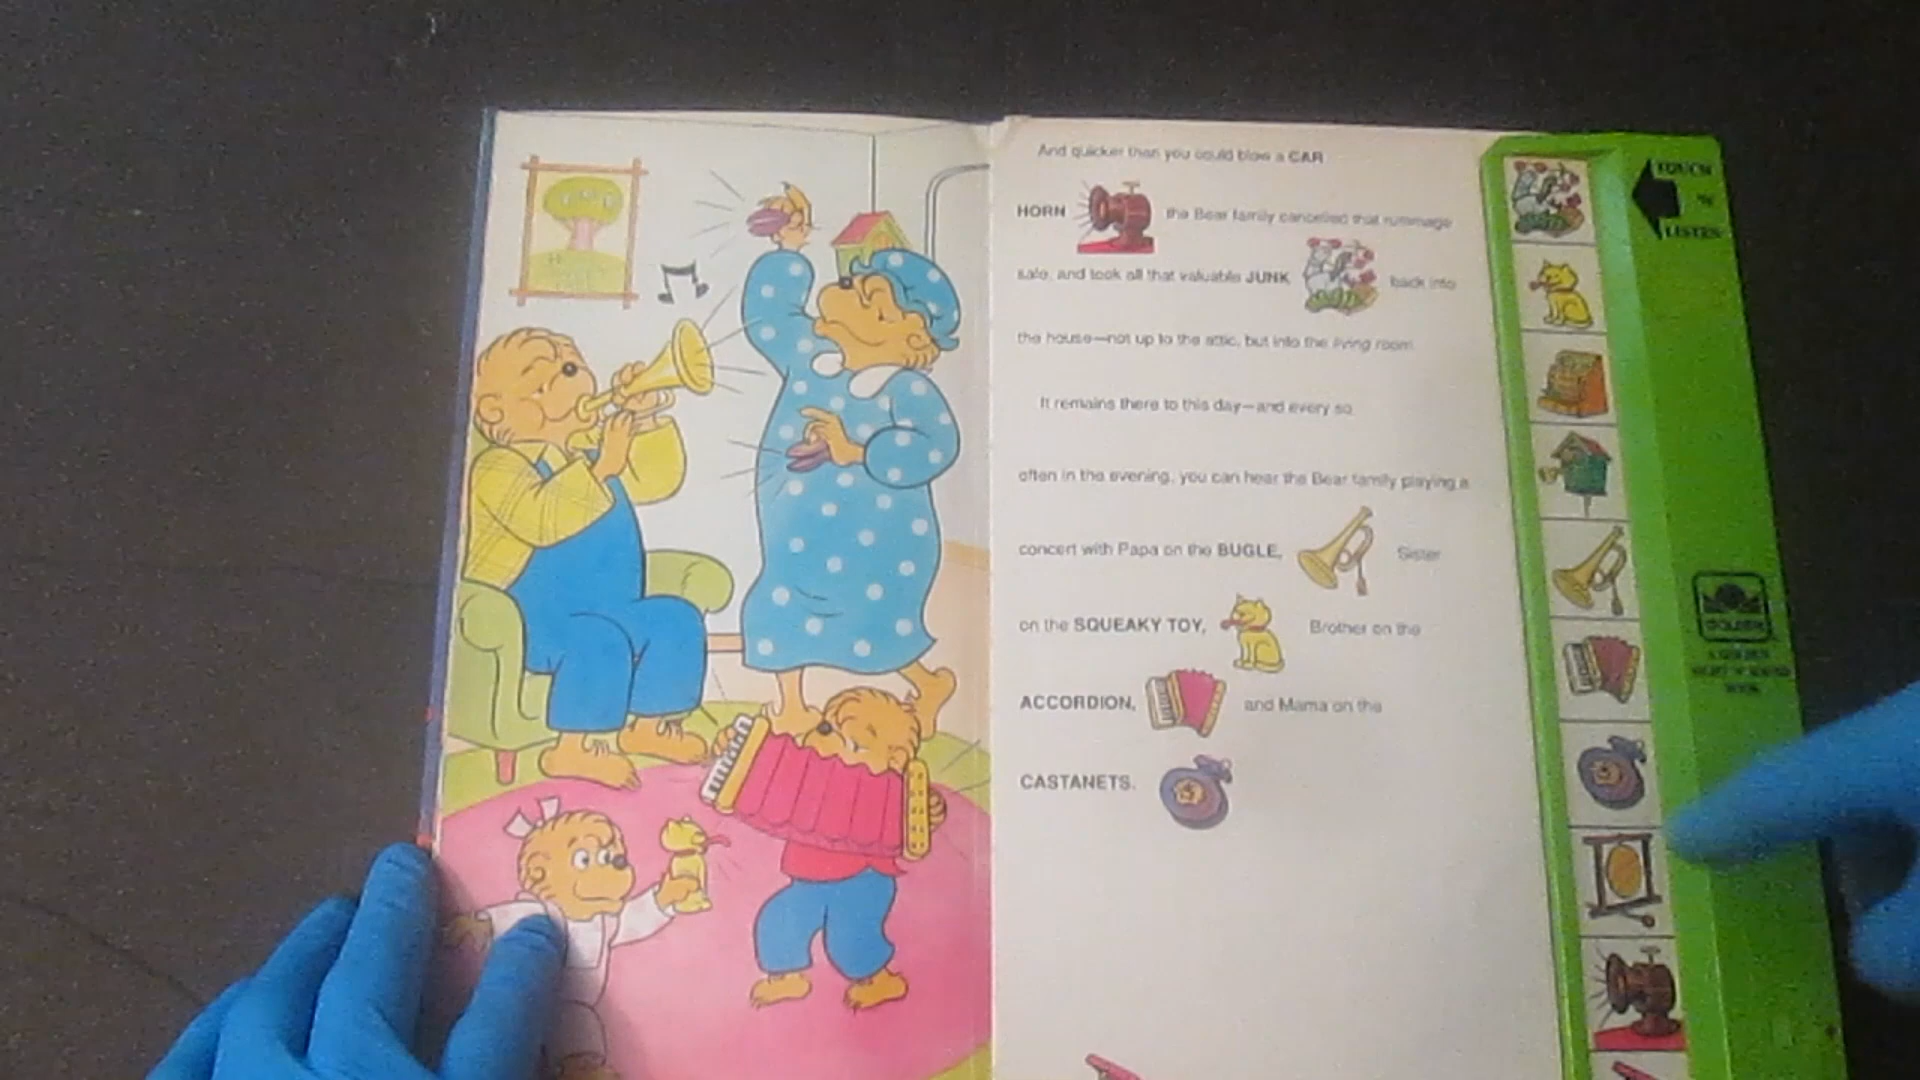 And quicker than you could blow a CAR
HORN the Bear family cancelled that rummage
sale, and took all that valuable JUNK back into
the house—not up to the attic, but into the living room.
It remains there to this day—and every so
often in the evening, you can hear the Bear family playing a
concert with Papa on the BUGLE, Sister
on the SQUEAKY TOY, Brother on the
ACCORDION, and Mama on the
CASTANETS.
TOUCH
'N'
LISTEN
GOLDEN
A GOLDEN
SIGHT 'N' SOUND
BOOK